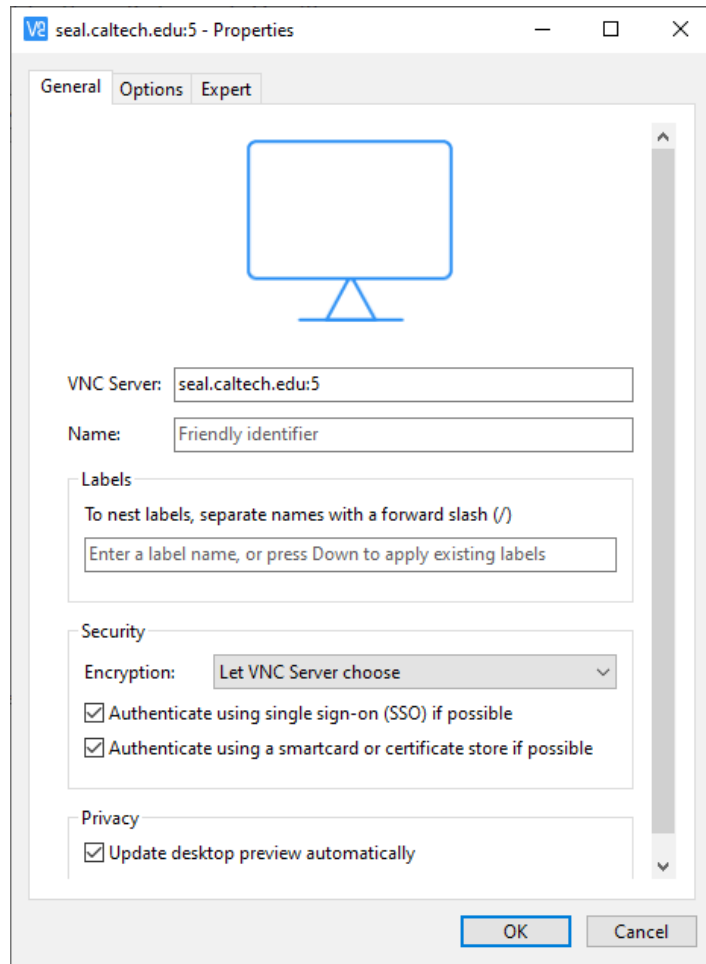 V2 seal.caltech.edu:5 - Properties
General Options Expert
VNC Server: seal.caltech.edu:5
Name: Friendly identifier
Labels
To nest labels, separate names with a forward slash (/)
Enter a label name, or press Down to apply existing labels
Security
Encryption: Let VNC Server choose
Authenticate using single sign-on (SSO) if possible
Authenticate using a smartcard or certificate store if possible
Privacy
Update desktop preview automatically
OK Cancel